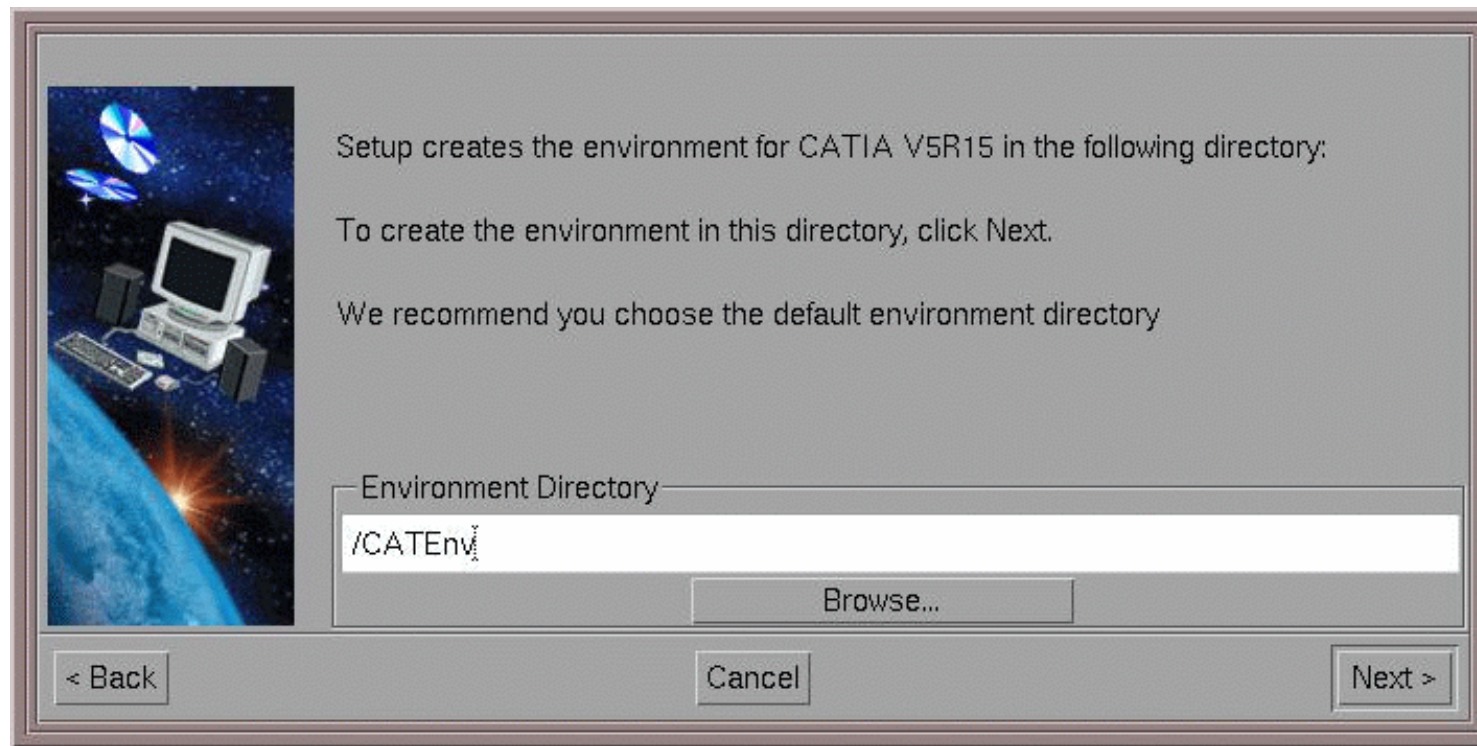 Setup creates the environment for CATIA V5R15 in the following directory:
To create the environment in this directory, click Next.
We recommend you choose the default environment directory
Environment Directory
/CATEnv
Browse...
< Back
Cancel
Next >